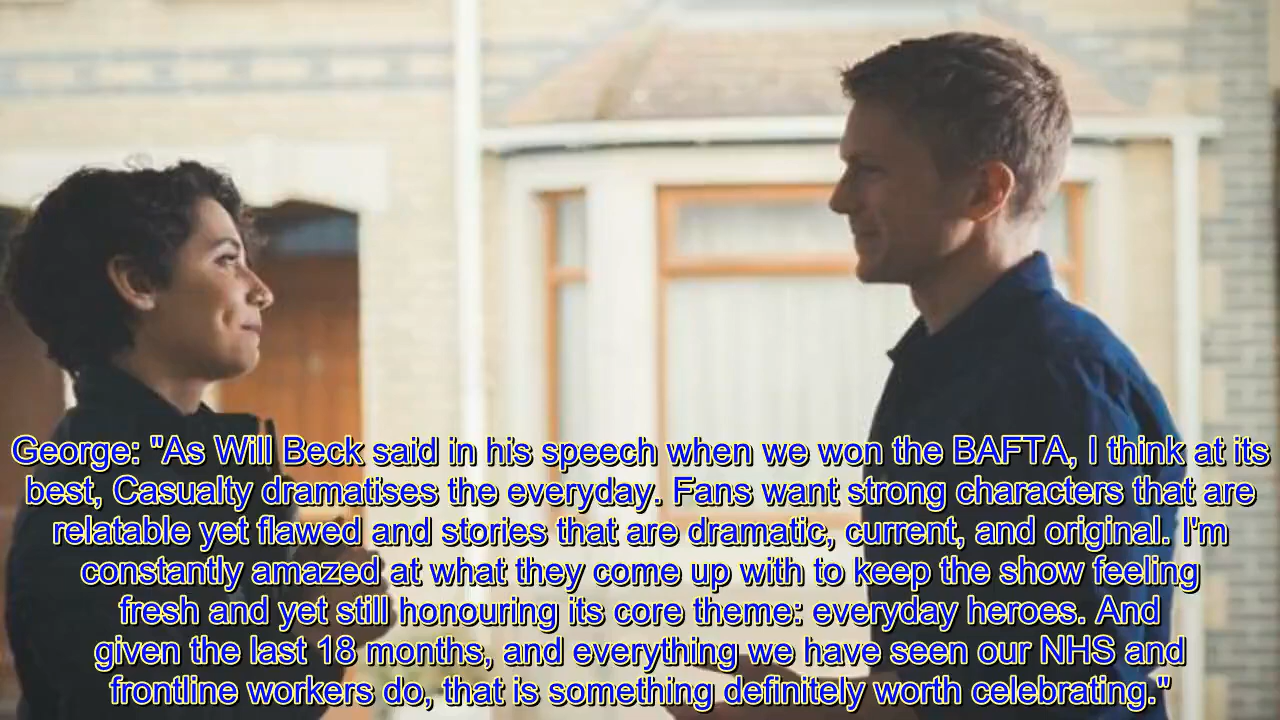 George: "As Will Beck said in his speech when we won the BAFTA, I think at its
best, Casualty dramatises the everyday. Fans want strong characters that are
relatable yet flawed and stories that are dramatic, current, and original. I'm
constantly amazed at what they come up with to keep the show feeling
fresh and yet still honouring its core theme: everyday heroes. And
given the last 18 months, and everything we have seen our NHS and
frontline workers do, that is something definitely worth celebrating."